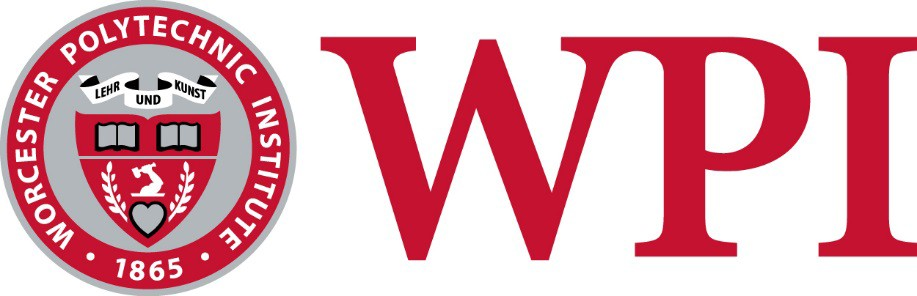 WORCESTER POLYTECHNIC INSTITUTE
LEHR UND KUNST
· 1865 ·
WPI